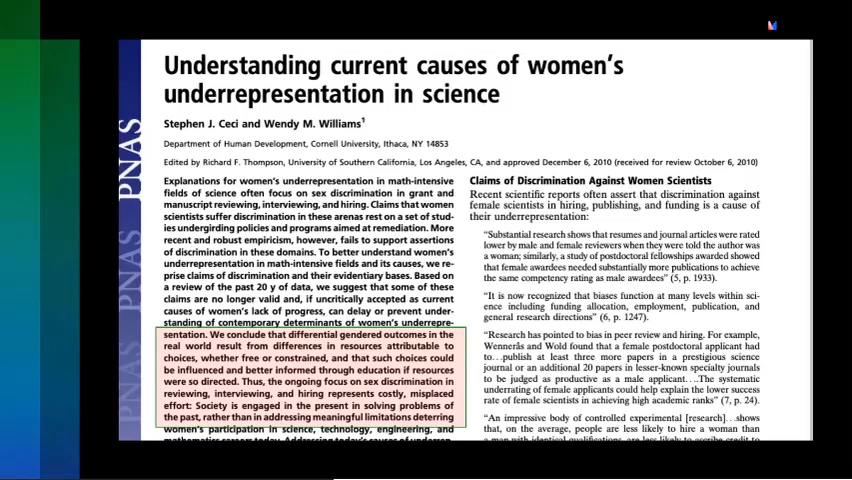 Understanding current causes of women's
underrepresentation in science
Stephen J. Ceci and Wendy M. Williams1
Department of Human Development, Cornell University, Ithaca, NY 14853
Edited by Richard F. Thompson, University of Southern California, Los Angeles, CA, and approved December 6, 2010 (received for review October 6, 2010)
PNAS
PNAS
PNAS
Explanations for women's underrepresentation in math-intensive
fields of science often focus on sex discrimination in grant and
manuscript reviewing, interviewing, and hiring. Claims that women
scientists suffer discrimination in these arenas rest on a set of stud-
ies undergirding policies and programs aimed at remediation. More
recent and robust empiricism, however, fails to support assertions
of discrimination in these domains. To better understand women's
underrepresentation in math-intensive fields and its causes, we re-
prise claims of discrimination and their evidentiary bases. Based on
a review of the past 20 y of data, we suggest that some of these
claims are no longer valid and, if uncritically accepted as current
causes of women's lack of progress, can delay or prevent under-
standing of contemporary determinants of women's underrepre-
sentation. We conclude that differential gendered outcomes in the
real world result from differences in resources attributable to
choices, whether free or constrained, and that such choices could
be influenced and better informed through education if resources
were so directed. Thus, the ongoing focus on sex discrimination in
reviewing, interviewing, and hiring represents costly, misplaced
effort: Society is engaged in the present in solving problems of
the past, rather than in addressing meaningful limitations deterring
women's participation in science, technology, engineering, and
mathematics careers today. Addressing today's causes of underrep-
Claims of Discrimination Against Women Scientists
Recent scientific reports often assert that discrimination against
female scientists in hiring, publishing, and funding is a cause of
their underrepresentation:
“Substantial research shows that resumes and journal articles were rated
lower by male and female reviewers when they were told the author was
a woman; similarly, a study of postdoctoral fellowships awarded showed
that female awardees needed substantially more publications to achieve
the same competency rating as male awardees” (5, p. 1933).
“It is now recognized that biases function at many levels within sci-
ence including funding allocation, employment, publication, and
general research directions” (6, p. 1247).
“Research has pointed to bias in peer review and hiring. For example,
Wennerås and Wold found that a female postdoctoral applicant had
to…publish at least three more papers in a prestigious science
journal or an additional 20 papers in lesser-known specialty journals
to be judged as productive as a male applicant….The systematic
underrating of female applicants could help explain the lower success
rate of female scientists in achieving high academic ranks” (7, p. 24).
“An impressive body of controlled experimental [research]…shows
that, on the average, people are less likely to hire a woman than
a man with identical qualifications, are less likely to ascribe credit to